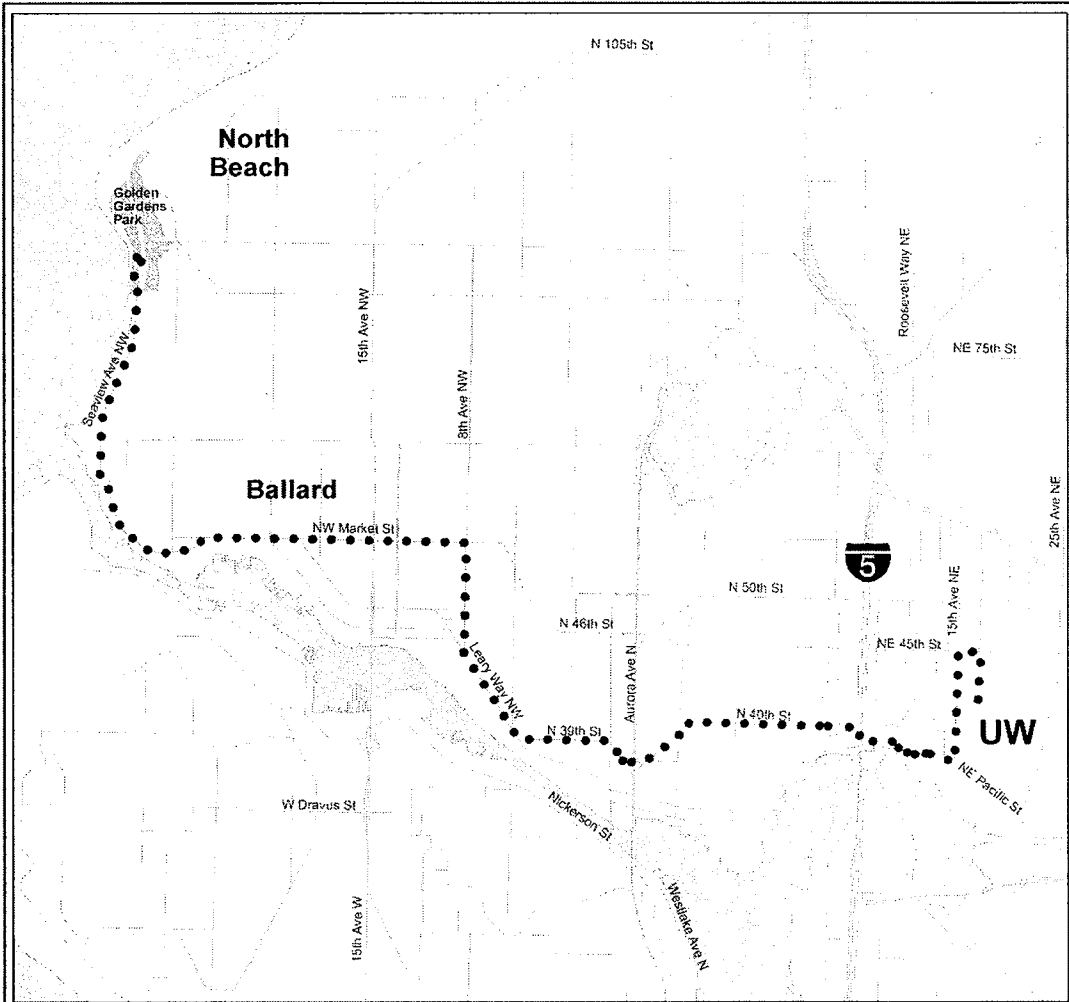 N 105th St
North
Beach
Golden
Gardens
Park
Roosevelt Way NE
15th Ave NW
NE 75th St
Seaview Ave NW
8th Ave NW
Ballard
25th Ave NE
NW Market St
5
N 50th St
15th Ave NE
N 46th St
NE 45th St
Leary Way NW
Aurora Ave N
N 39th St
N 40th St
UW
NE Pacific St
W Dravus St
Nickerson St
Westlake Ave N
15th Ave W